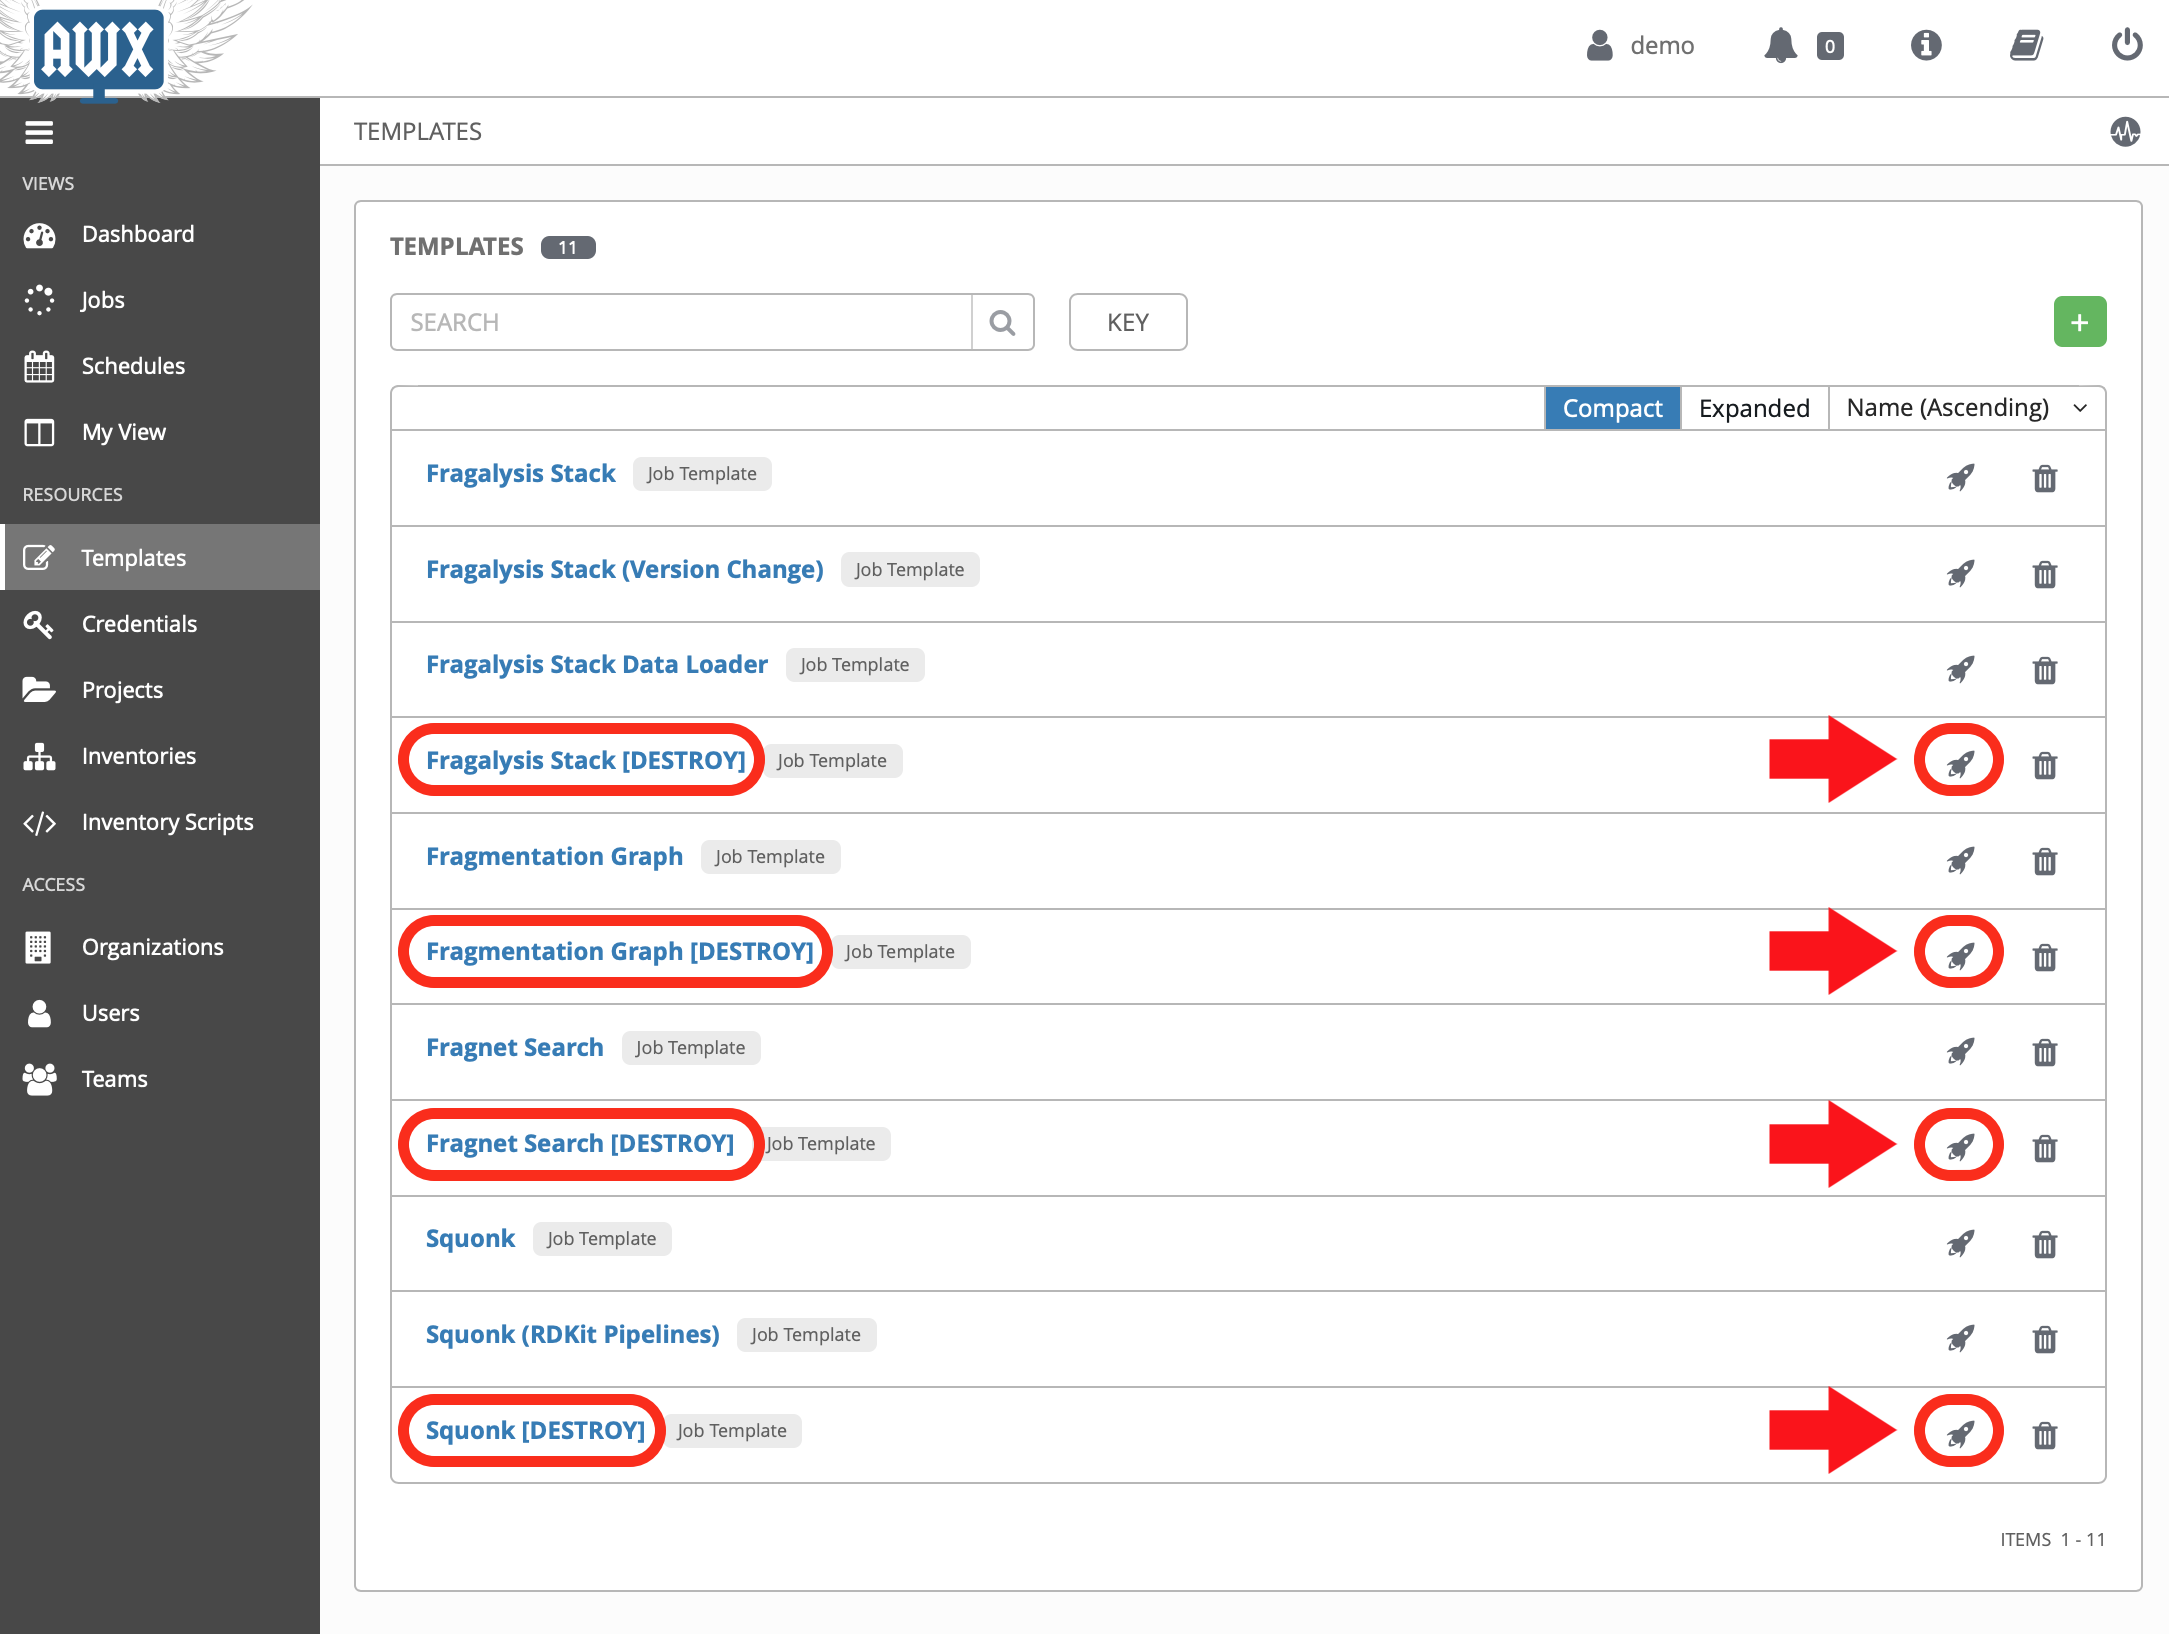 AWX
demo
0
TEMPLATES
VIEWS
Dashboard
Jobs
Schedules
My View
RESOURCES
Templates
Credentials
Projects
Inventories
Inventory Scripts
ACCESS
Organizations
Users
Teams
TEMPLATES 11
SEARCH
KEY
+
Compact Expanded Name (Ascending)
Fragalysis Stack Job Template
Fragalysis Stack (Version Change) Job Template
Fragalysis Stack Data Loader Job Template
Fragalysis Stack [DESTROY] Job Template
Fragmentation Graph Job Template
Fragmentation Graph [DESTROY] Job Template
Fragnet Search Job Template
Fragnet Search [DESTROY] Job Template
Squonk Job Template
Squonk (RDKit Pipelines) Job Template
Squonk [DESTROY] Job Template
ITEMS 1 - 11